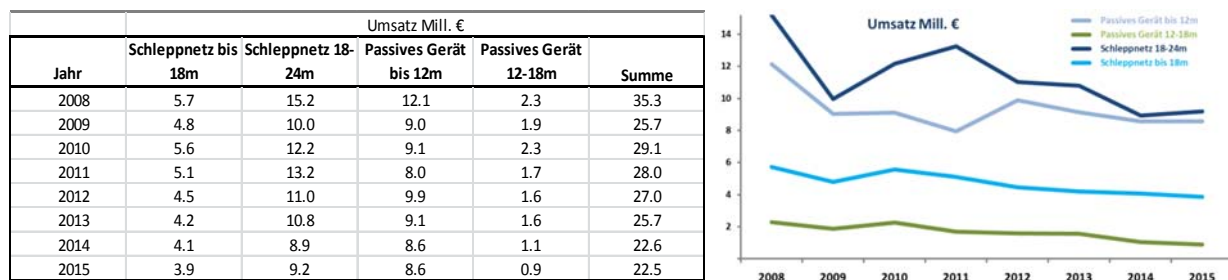 Umsatz Mill. €
Jahr Schleppnetz bis 18m Schleppnetz 18-24m Passives Gerät bis 12m Passives Gerät 12-18m Summe
2008 5.7 15.2 12.1 2.3 35.3
2009 4.8 10.0 9.0 1.9 25.7
2010 5.6 12.2 9.1 2.3 29.1
2011 5.1 13.2 8.0 1.7 28.0
2012 4.5 11.0 9.9 1.6 27.0
2013 4.2 10.8 9.1 1.6 25.7
2014 4.1 8.9 8.6 1.1 22.6
2015 3.9 9.2 8.6 0.9 22.5
Umsatz Mill. €
Passives Gerät bis 12m
Passives Gerät 12-18m
Schleppnetz 18-24m
Schleppnetz bis 18m
14
12
10
8
6
4
2
2008 2009 2010 2011 2012 2013 2014 2015